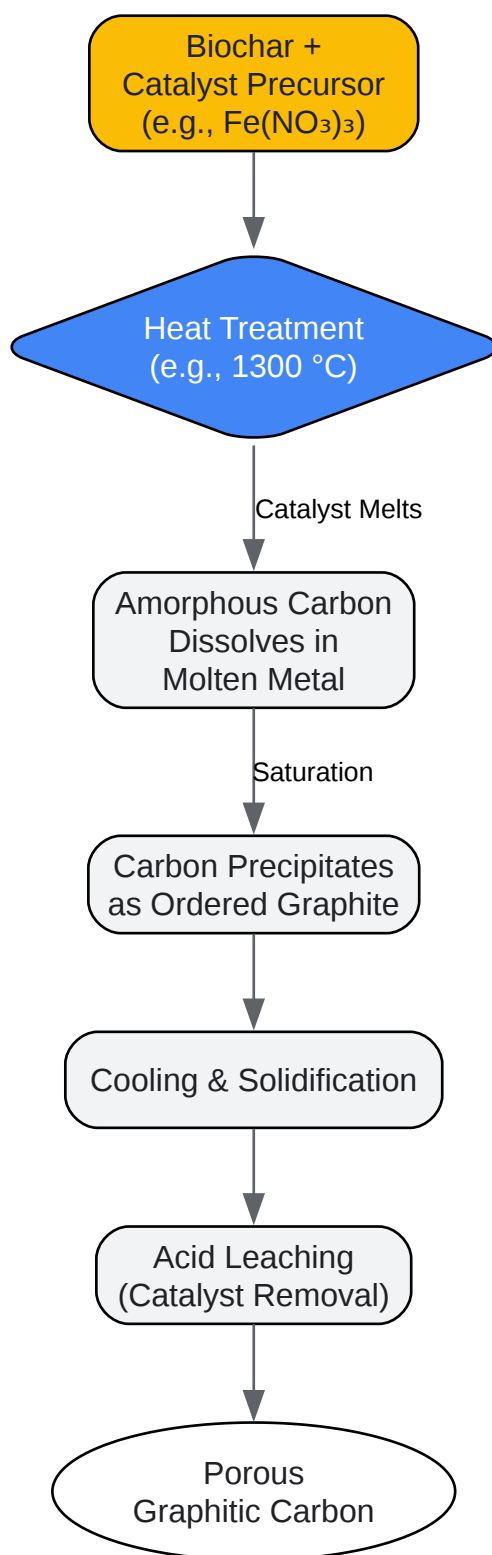 Biochar +
Catalyst Precursor
(e.g., Fe(NO₃)₃)
Heat Treatment
(e.g., 1300 °C)
Catalyst Melts
Amorphous Carbon
Dissolves in
Molten Metal
Saturation
Carbon Precipitates
as Ordered Graphite
Cooling & Solidification
Acid Leaching
(Catalyst Removal)
Porous
Graphitic Carbon